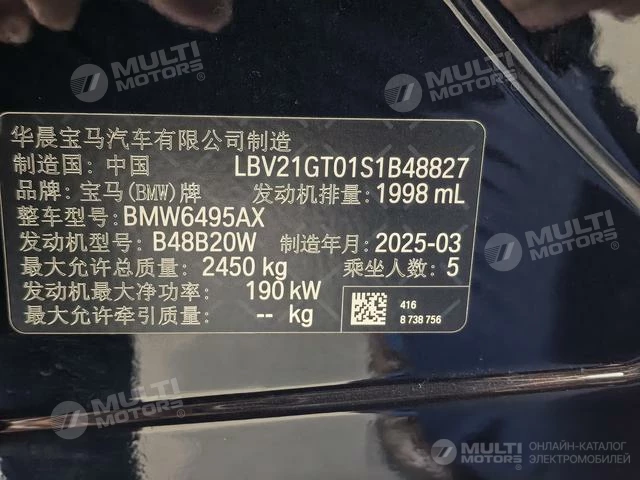 MULTI MOTORS
MULTI MOTORS
华晨宝马汽车有限公司制造
制造国: 中国 LBV21GT01S1B48827
品牌: 宝马(BMW)牌 发动机排量: 1998 mL
整车型号: BMW6495AX
发动机型号: B48B20W 制造年月: 2025-03
最大允许总质量: 2450 kg 乘坐人数: 5
发动机最大净功率: 190 kW
最大允许牵引质量: -- kg
416
8 738 756
MULTI MOTORS
MULTI MOTORS
MULTI MOTORS
MULTI MOTORS
MULTI MOTORS ОНЛАЙН-КАТАЛОГ ЭЛЕКТРОМОБИЛЕЙ